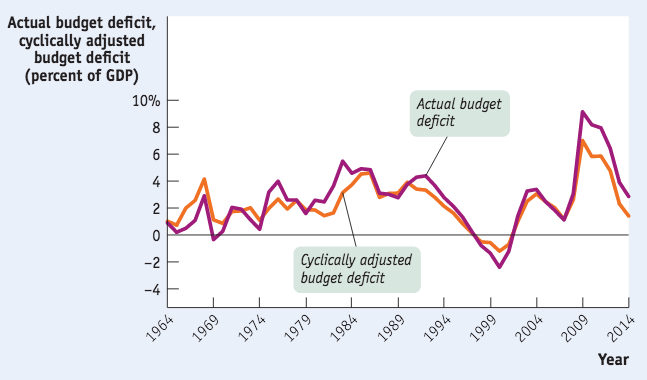 Actual budget deficit,
cyclically adjusted
budget deficit
(percent of GDP)
10%
8
6
4
2
0
−2
−4
Actual budget
deficit
Cyclically adjusted
budget deficit
1964
1969
1974
1979
1984
1989
1994
1999
2004
2009
2014
Year